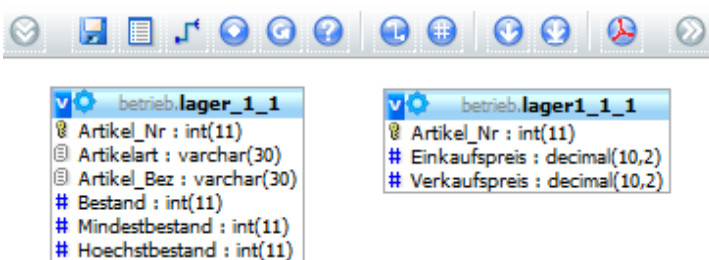 v betrieb.lager_1_1
Artikel_Nr : int(11)
Artikelart : varchar(30)
Artikel_Bez : varchar(30)
# Bestand : int(11)
# Mindestbestand : int(11)
# Hoechstbestand : int(11)
v betrieb.lager1_1_1
Artikel_Nr : int(11)
# Einkaufspreis : decimal(10,2)
# Verkaufspreis : decimal(10,2)